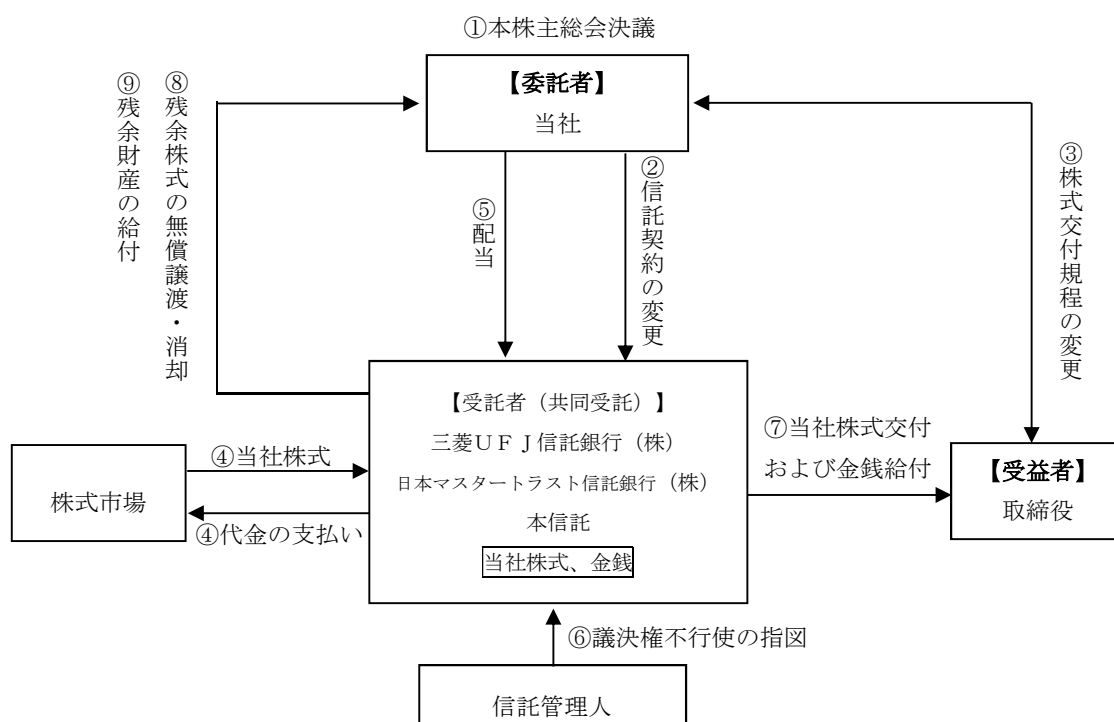 ①本株主総会決議
【委託者】
当社
⑨残余財産の給付
⑧残余株式の無償譲渡・消却
⑤配当
②信託契約の変更
③株式交付規程の変更
【受託者（共同受託）】
三菱ＵＦＪ信託銀行（株）
日本マスタートラスト信託銀行（株）
本信託
当社株式、金銭
株式市場
④当社株式
④代金の支払い
⑦当社株式交付
および金銭給付
【受益者】
取締役
⑥議決権不行使の指図
信託管理人